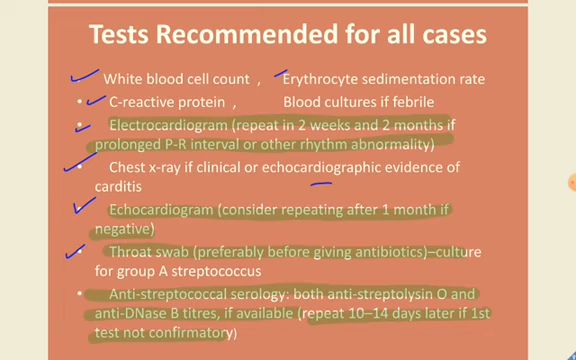 Tests Recommended for all cases
White blood cell count , Erythrocyte sedimentation rate
• C-reactive protein , Blood cultures if febrile
• Electrocardiogram (repeat in 2 weeks and 2 months if
prolonged P-R interval or other rhythm abnormality)
• Chest x-ray if clinical or echocardiographic evidence of
carditis
• Echocardiogram (consider repeating after 1 month if
negative)
• Throat swab (preferably before giving antibiotics)–culture
for group A streptococcus
• Anti-streptococcal serology: both anti-streptolysin O and
anti-DNase B titres, if available (repeat 10–14 days later if 1st
test not confirmatory)